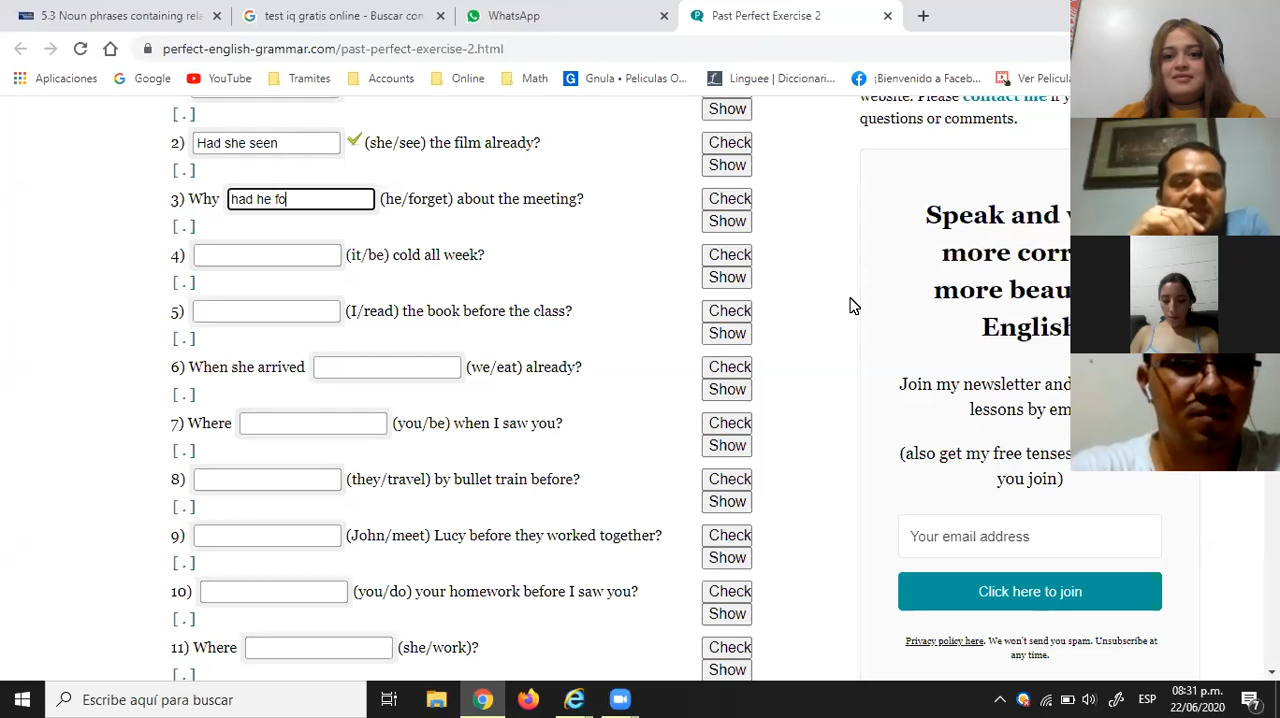 5.3 Noun phrases containing rela
test iq gratis online - Buscar con
WhatsApp
Past Perfect Exercise 2
perfect-english-grammar.com/past-perfect-exercise-2.html
Aplicaciones
Google
YouTube
Tramites
Accounts
Online
Math
Gnula • Peliculas O...
Linguee | Diccionari...
¡Bienvenido a Faceb...
Ver Pelicula
website. Please contact me if y
questions or comments.
Show
[ . ]
2) Had she seen (she/see) the film already? Check
Show
[ . ]
3) Why had he fo (he/forget) about the meeting? Check
Show
[ . ]
4) (it/be) cold all week? Check
Show
[ . ]
5) (I/read) the book before the class? Check
Show
[ . ]
6) When she arrived (we/eat) already? Check
Show
[ . ]
7) Where (you/be) when I saw you? Check
Show
[ . ]
8) (they/travel) by bullet train before? Check
Show
[ . ]
9) (John/meet) Lucy before they worked together? Check
Show
[ . ]
10) (you/do) your homework before I saw you? Check
Show
[ . ]
11) Where (she/work)? Check
Show
[ . ]
Speak and
more corr
more beau
English
Join my newsletter and
lessons by em
(also get my free tenses
you join)
Your email address
Click here to join
Privacy policy here. We won't send you spam. Unsubscribe at
any time.
Escribe aquí para buscar
ESP
08:31 p.m.
22/06/2020
7